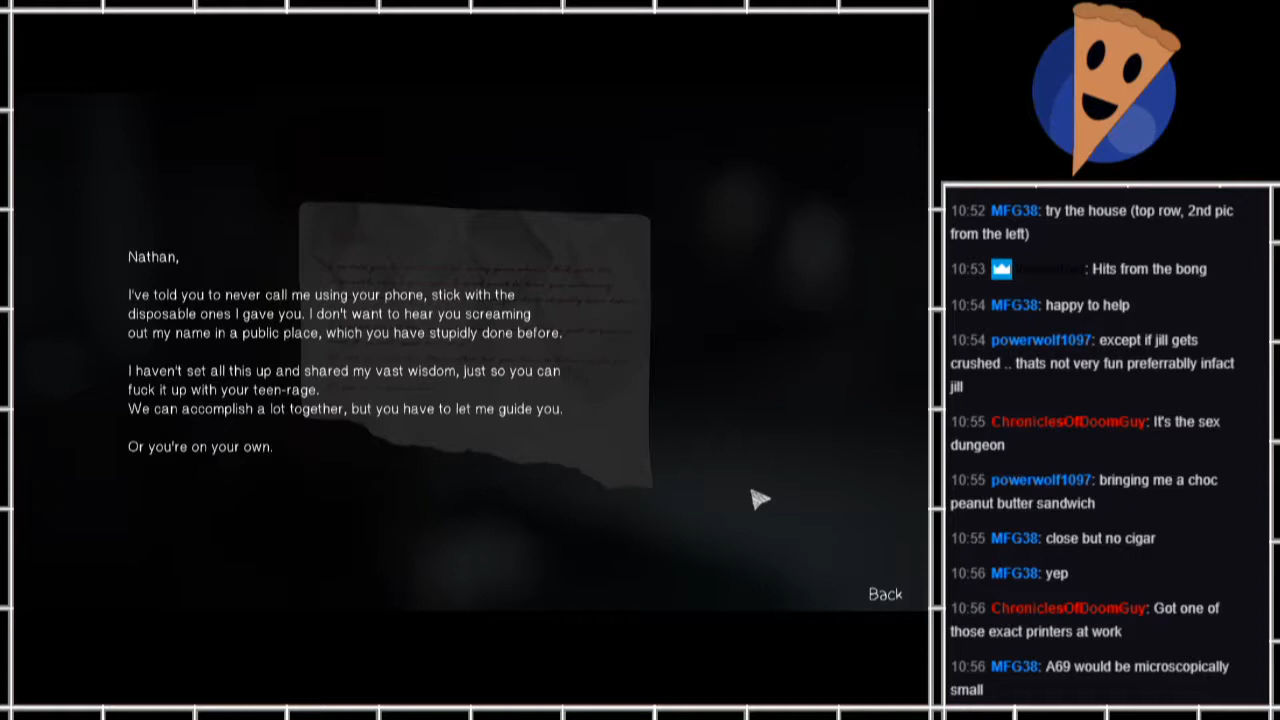 Nathan,
I've told you to never call me using your phone, stick with the
disposable ones I gave you. I don't want to hear you screaming
out my name in a public place, which you have stupidly done before.
I haven't set all this up and shared my vast wisdom, just so you can
fuck it up with your teen-rage.
We can accomplish a lot together, but you have to let me guide you.
Or you're on your own.
Back
10:52 MFG38: try the house (top row, 2nd pic
from the left)
10:53 : Hits from the bong
10:54 MFG38: happy to help
10:54 powerwolf1097: except if jill gets
crushed .. thats not very fun preferrablly infact
jill
10:55 ChroniclesOfDoomGuy: It's the sex
dungeon
10:55 powerwolf1097: bringing me a choc
peanut butter sandwich
10:55 MFG38: close but no cigar
10:56 MFG38: yep
10:56 ChroniclesOfDoomGuy: Got one of
those exact printers at work
10:56 MFG38: A69 would be microscopically
small